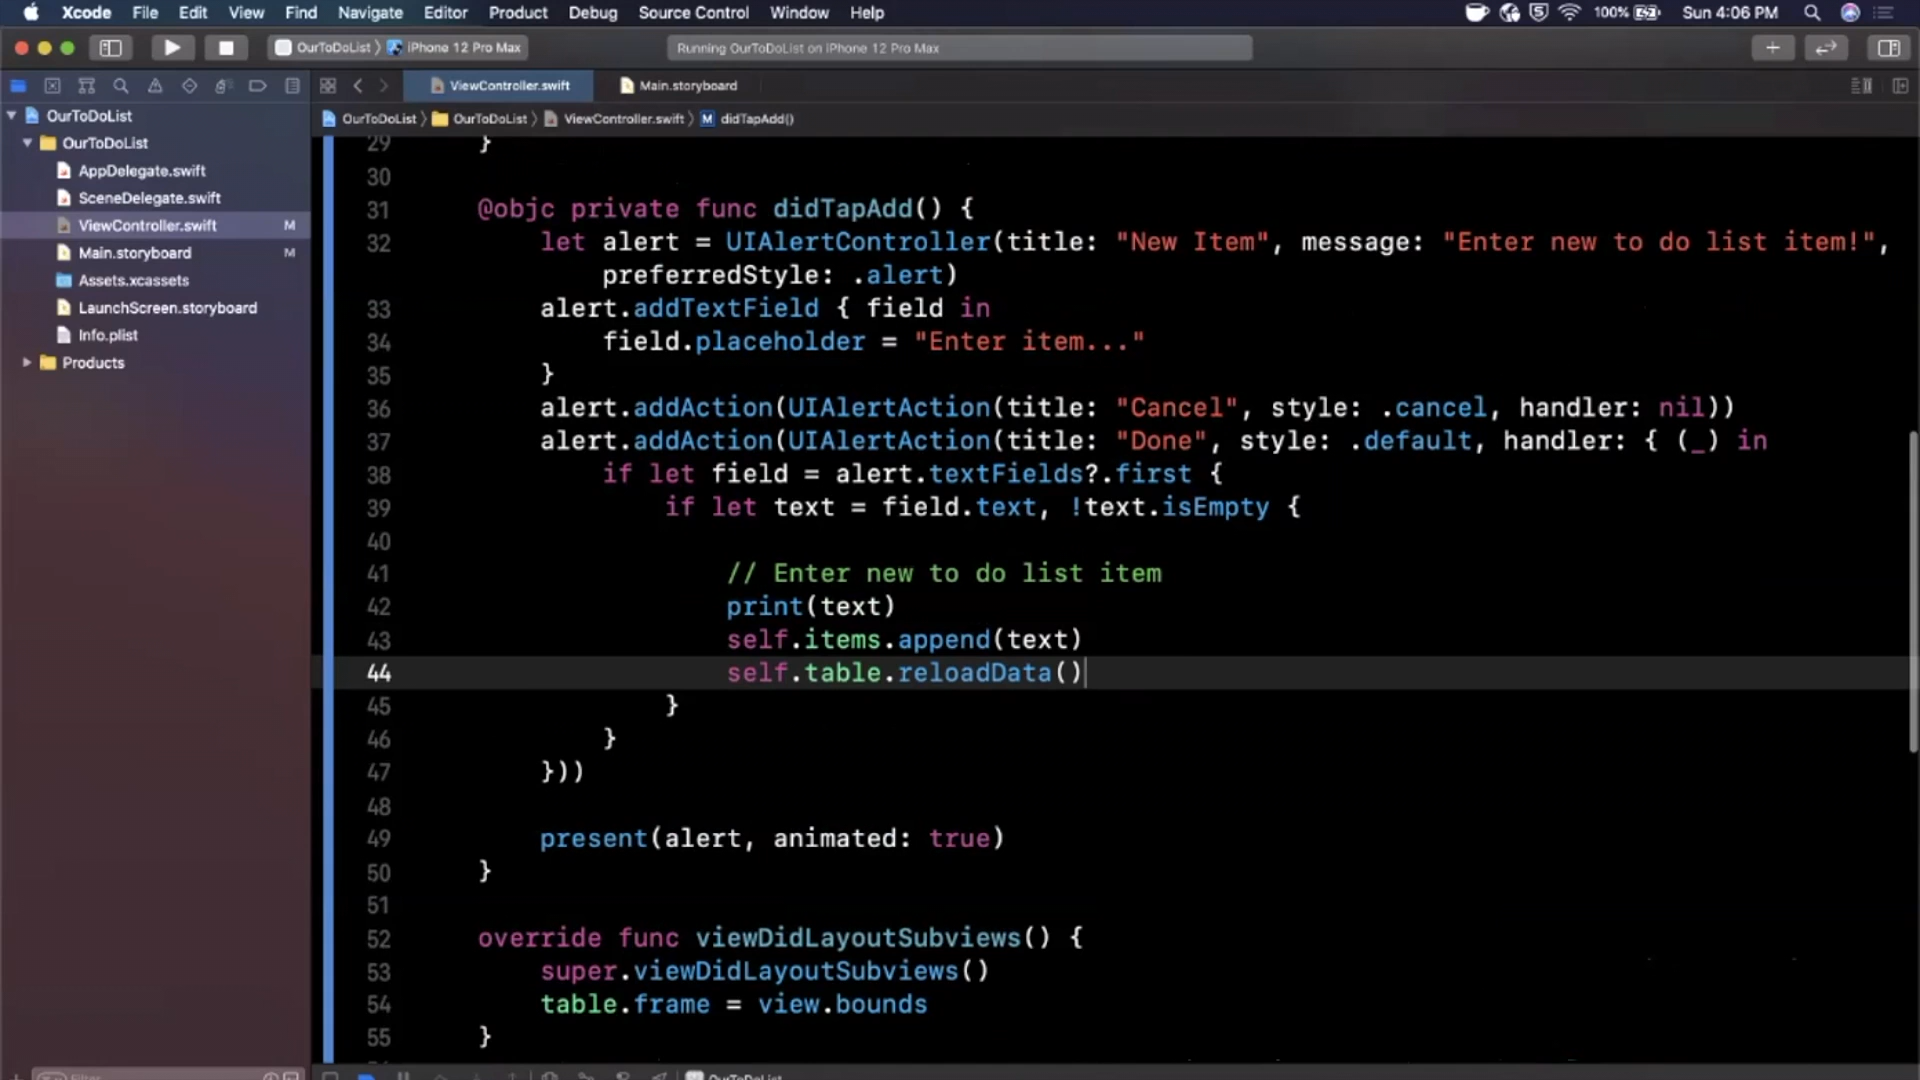 Xcode File Edit View Find Navigate Editor Product Debug Source Control Window Help 100% Sun 4:06 PM
OurToDoList 〉 iPhone 12 Pro Max Running OurToDoList on iPhone 12 Pro Max
ViewController.swift Main.storyboard
OurToDoList 〉 OurToDoList 〉 ViewController.swift 〉 M didTapAdd()
OurToDoList
OurToDoList
AppDelegate.swift
SceneDelegate.swift
ViewController.swift M
Main.storyboard M
Assets.xcassets
LaunchScreen.storyboard
Info.plist
Products
29 }
30
31 @objc private func didTapAdd() {
32 let alert = UIAlertController(title: "New Item", message: "Enter new to do list item!",
preferredStyle: .alert)
33 alert.addTextField { field in
34 field.placeholder = "Enter item..."
35 }
36 alert.addAction(UIAlertAction(title: "Cancel", style: .cancel, handler: nil))
37 alert.addAction(UIAlertAction(title: "Done", style: .default, handler: { (_) in
38 if let field = alert.textFields?.first {
39 if let text = field.text, !text.isEmpty {
40
41 // Enter new to do list item
42 print(text)
43 self.items.append(text)
44 self.table.reloadData()
45 }
46 }
47 }))
48
49 present(alert, animated: true)
50 }
51
52 override func viewDidLayoutSubviews() {
53 super.viewDidLayoutSubviews()
54 table.frame = view.bounds
55 }
Filter
OurToDoList